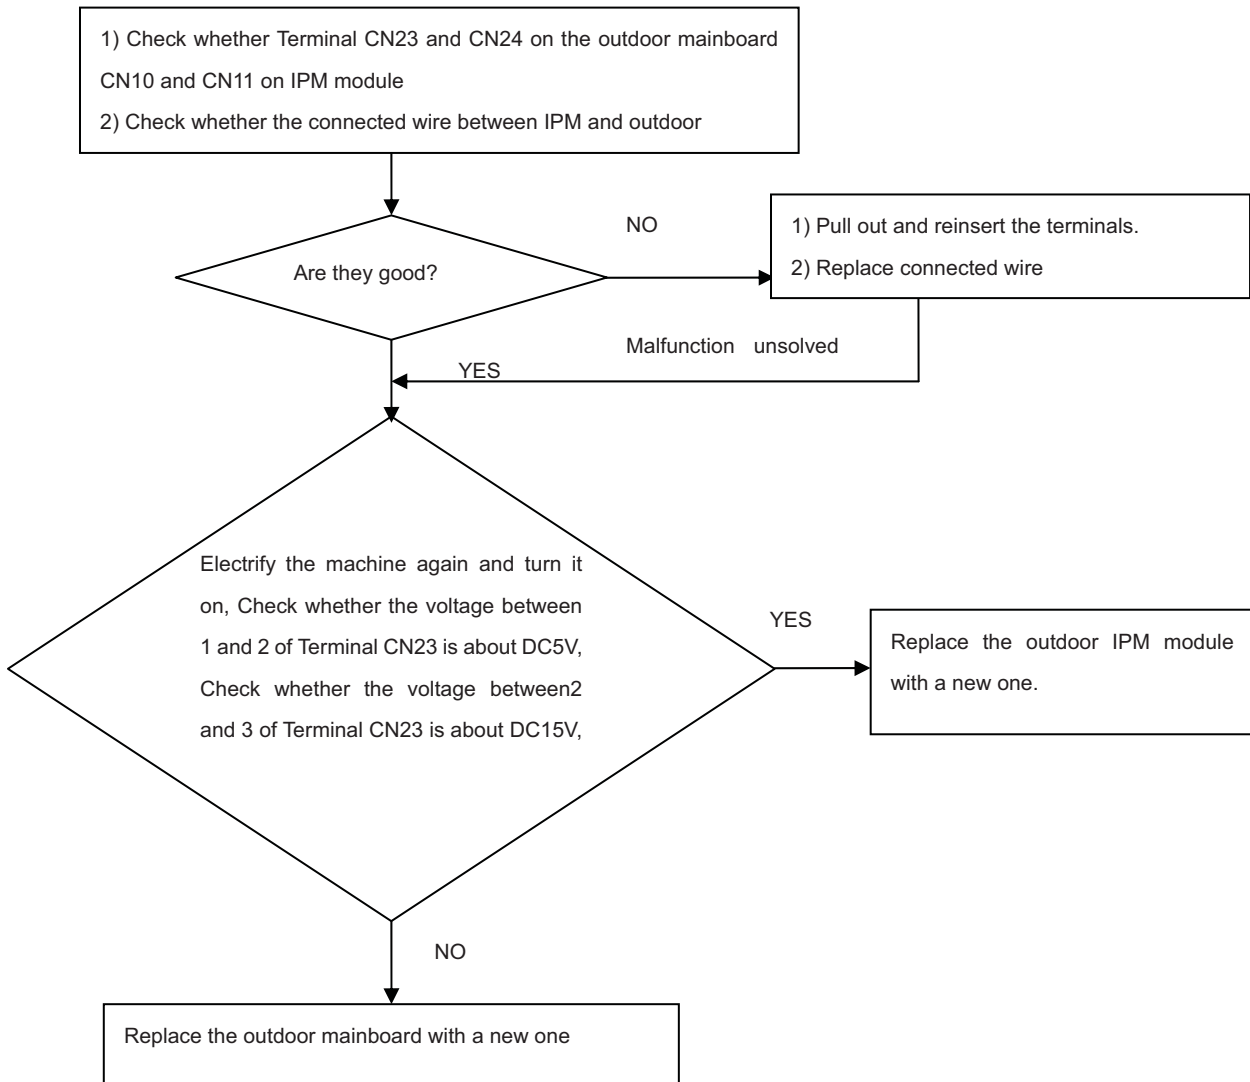 1) Check whether Terminal CN23 and CN24 on the outdoor mainboard
CN10 and CN11 on IPM module
2) Check whether the connected wire between IPM and outdoor
Are they good?
NO
1) Pull out and reinsert the terminals.
2) Replace connected wire
Malfunction unsolved
YES
Electrify the machine again and turn it
on, Check whether the voltage between
1 and 2 of Terminal CN23 is about DC5V,
Check whether the voltage between2
and 3 of Terminal CN23 is about DC15V,
YES
Replace the outdoor IPM module
with a new one.
NO
Replace the outdoor mainboard with a new one